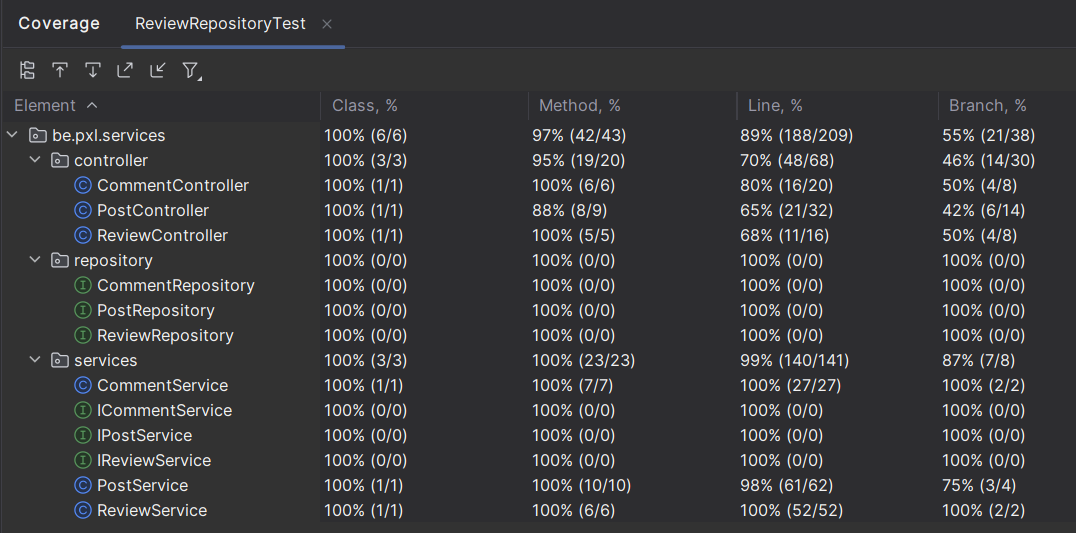 Coverage ReviewRepositoryTest
Element Class, % Method, % Line, % Branch, %
be.pxl.services 100% (6/6) 97% (42/43) 89% (188/209) 55% (21/38)
controller 100% (3/3) 95% (19/20) 70% (48/68) 46% (14/30)
C CommentController 100% (1/1) 100% (6/6) 80% (16/20) 50% (4/8)
C PostController 100% (1/1) 88% (8/9) 65% (21/32) 42% (6/14)
C ReviewController 100% (1/1) 100% (5/5) 68% (11/16) 50% (4/8)
repository 100% (0/0) 100% (0/0) 100% (0/0) 100% (0/0)
I CommentRepository 100% (0/0) 100% (0/0) 100% (0/0) 100% (0/0)
I PostRepository 100% (0/0) 100% (0/0) 100% (0/0) 100% (0/0)
I ReviewRepository 100% (0/0) 100% (0/0) 100% (0/0) 100% (0/0)
services 100% (3/3) 100% (23/23) 99% (140/141) 87% (7/8)
C CommentService 100% (1/1) 100% (7/7) 100% (27/27) 100% (2/2)
I ICommentService 100% (0/0) 100% (0/0) 100% (0/0) 100% (0/0)
I IPostService 100% (0/0) 100% (0/0) 100% (0/0) 100% (0/0)
I IReviewService 100% (0/0) 100% (0/0) 100% (0/0) 100% (0/0)
C PostService 100% (1/1) 100% (10/10) 98% (61/62) 75% (3/4)
C ReviewService 100% (1/1) 100% (6/6) 100% (52/52) 100% (2/2)